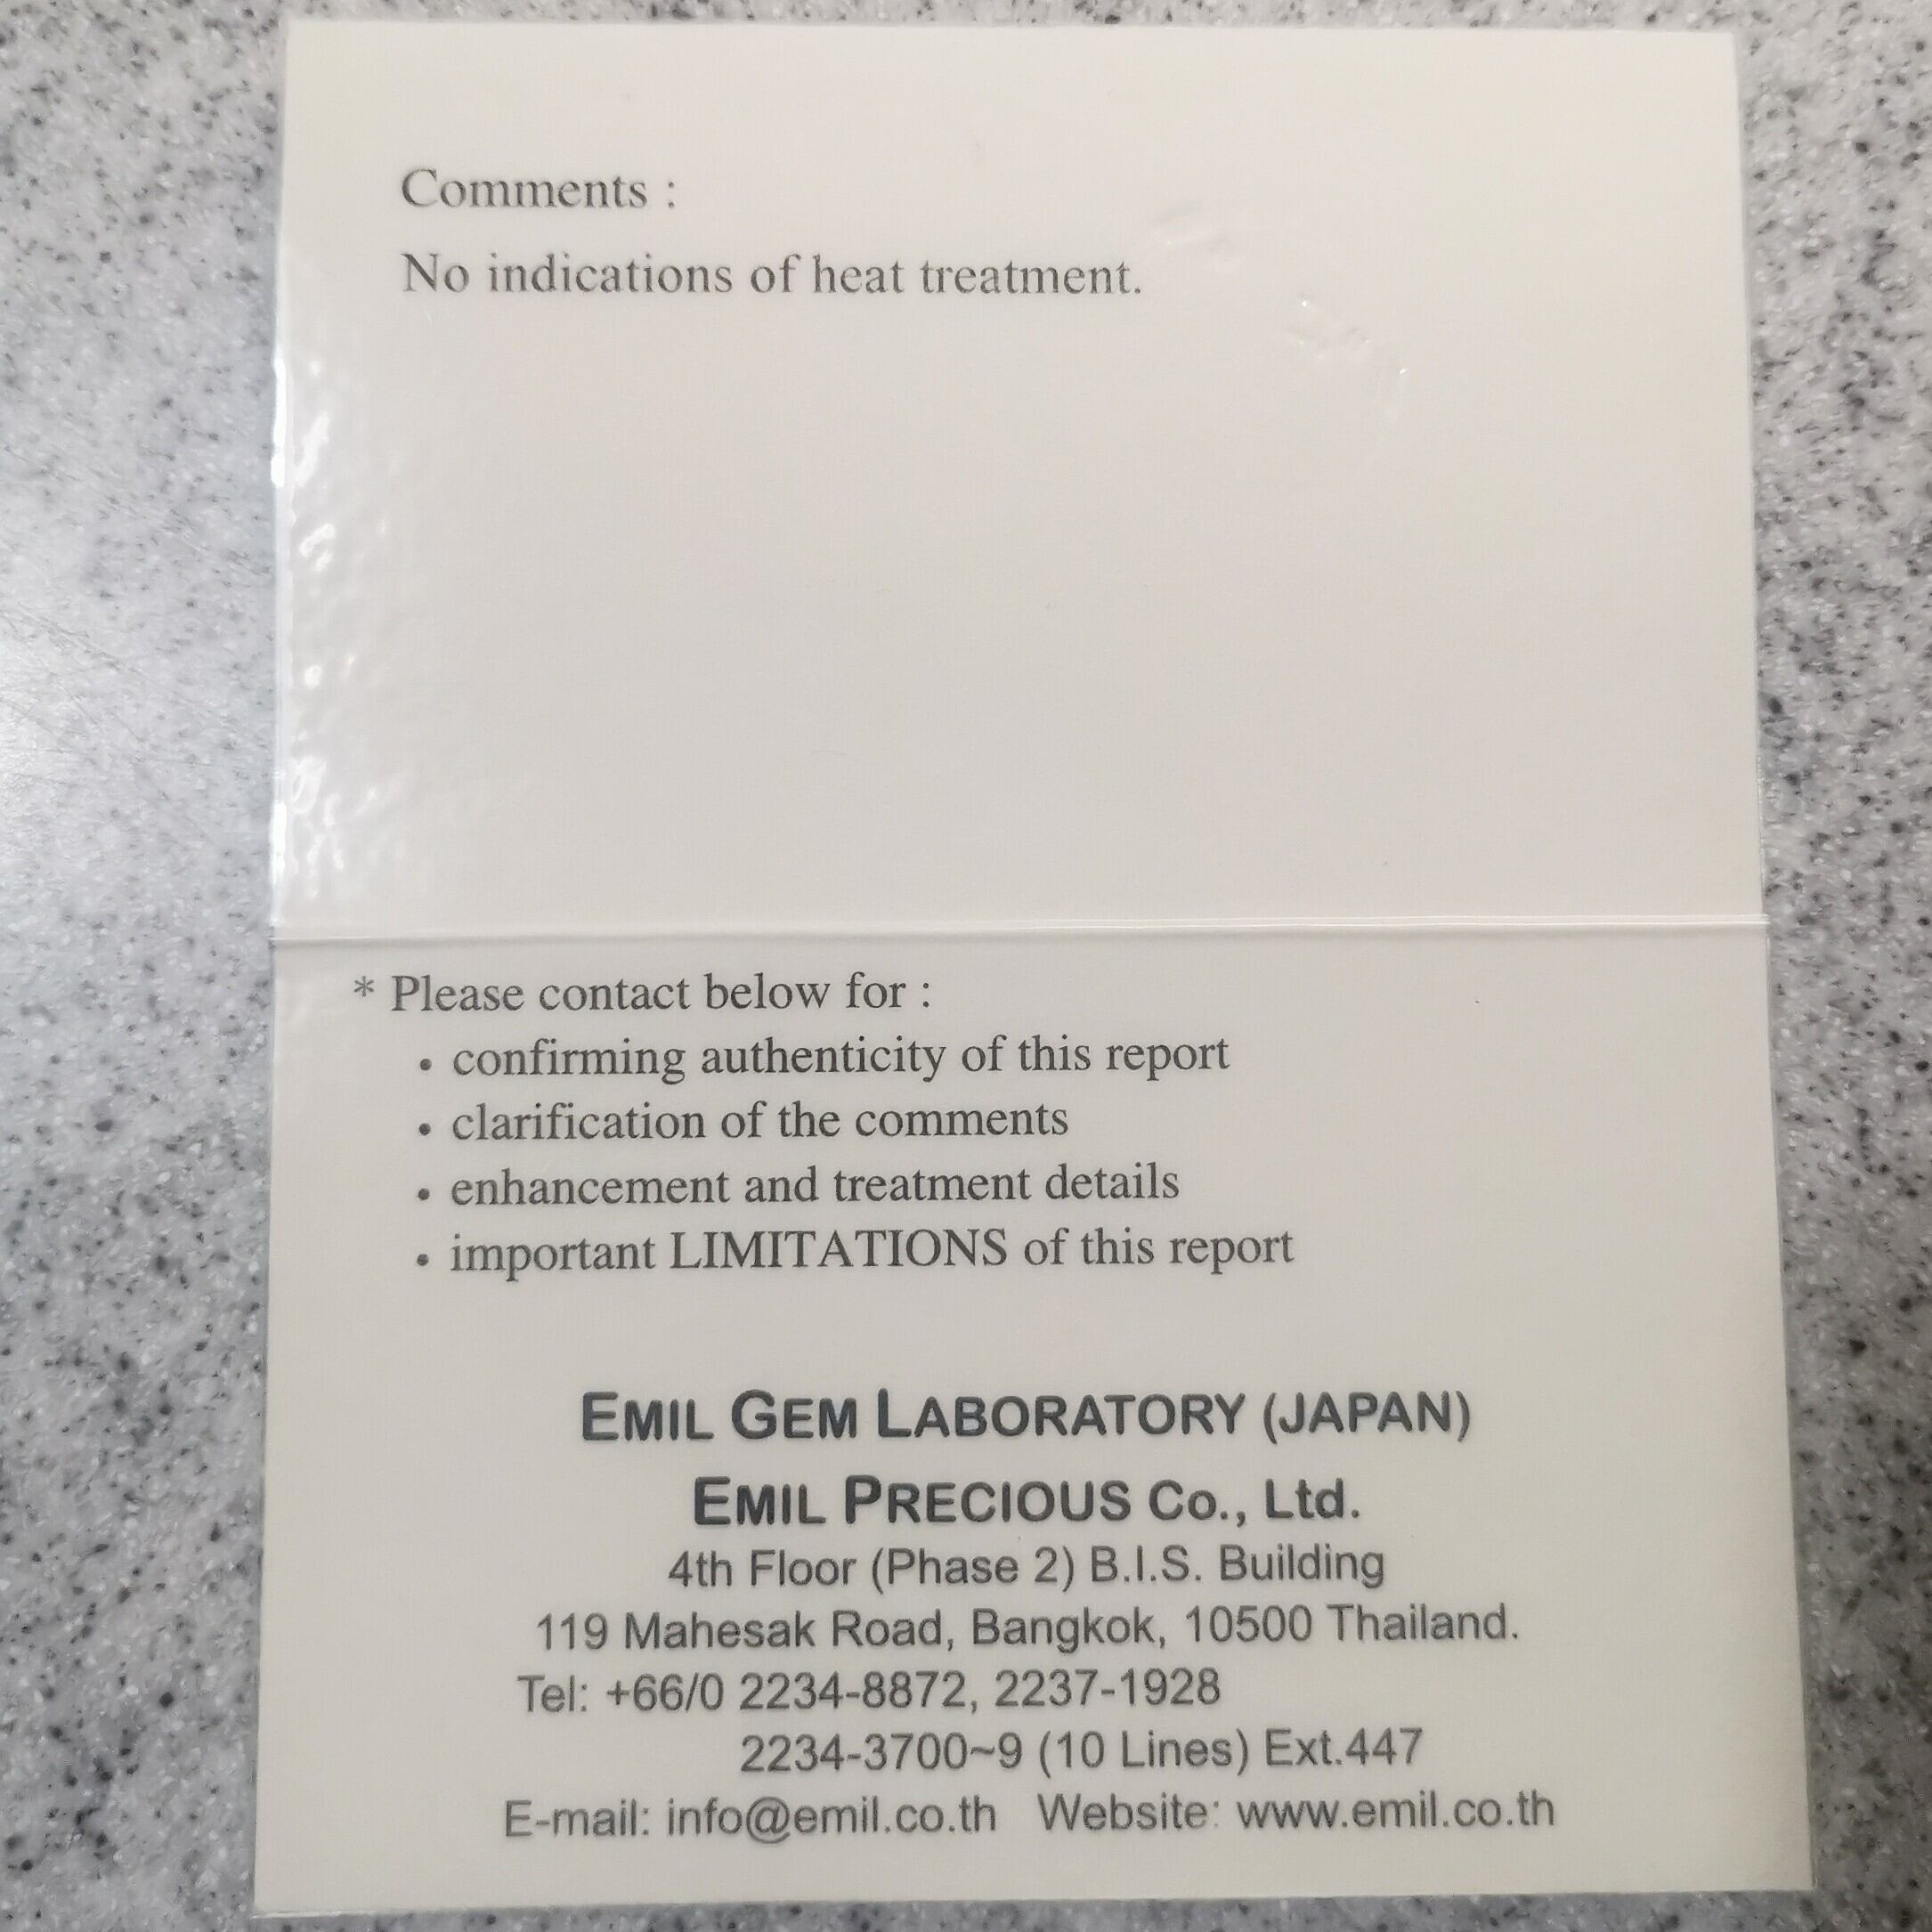 Comments :
No indications of heat treatment.
* Please contact below for :
• confirming authenticity of this report
• clarification of the comments
• enhancement and treatment details
• important LIMITATIONS of this report
EMIL GEM LABORATORY (JAPAN)
EMIL PRECIOUS Co., Ltd.
4th Floor (Phase 2) B.I.S. Building
119 Mahesak Road, Bangkok, 10500 Thailand.
Tel: +66/0 2234-8872, 2237-1928
2234-3700~9 (10 Lines) Ext.447
E-mail: info@emil.co.th Website: www.emil.co.th